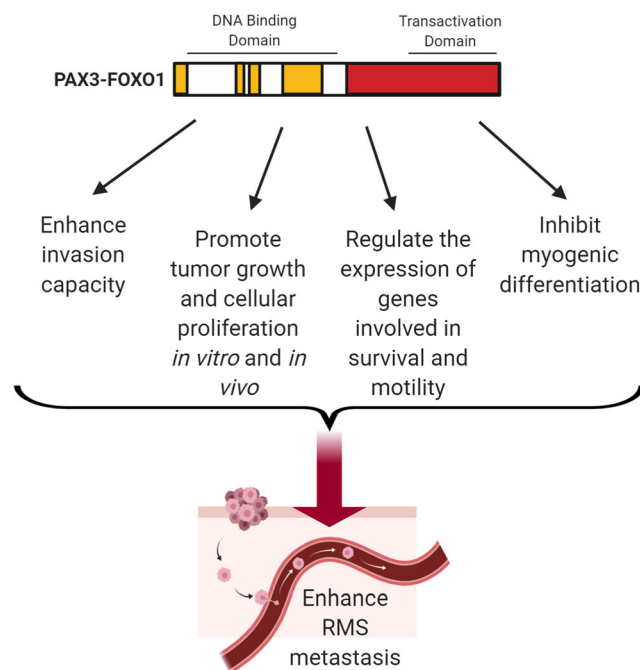 DNA Binding
Domain
Transactivation
Domain
PAX3-FOXO1
Enhance
invasion
capacity
Promote
tumor growth
and cellular
proliferation
in vitro and in
vivo
Regulate the
expression of
genes
involved in
survival and
motility
Inhibit
myogenic
differentiation
Enhance
RMS
metastasis